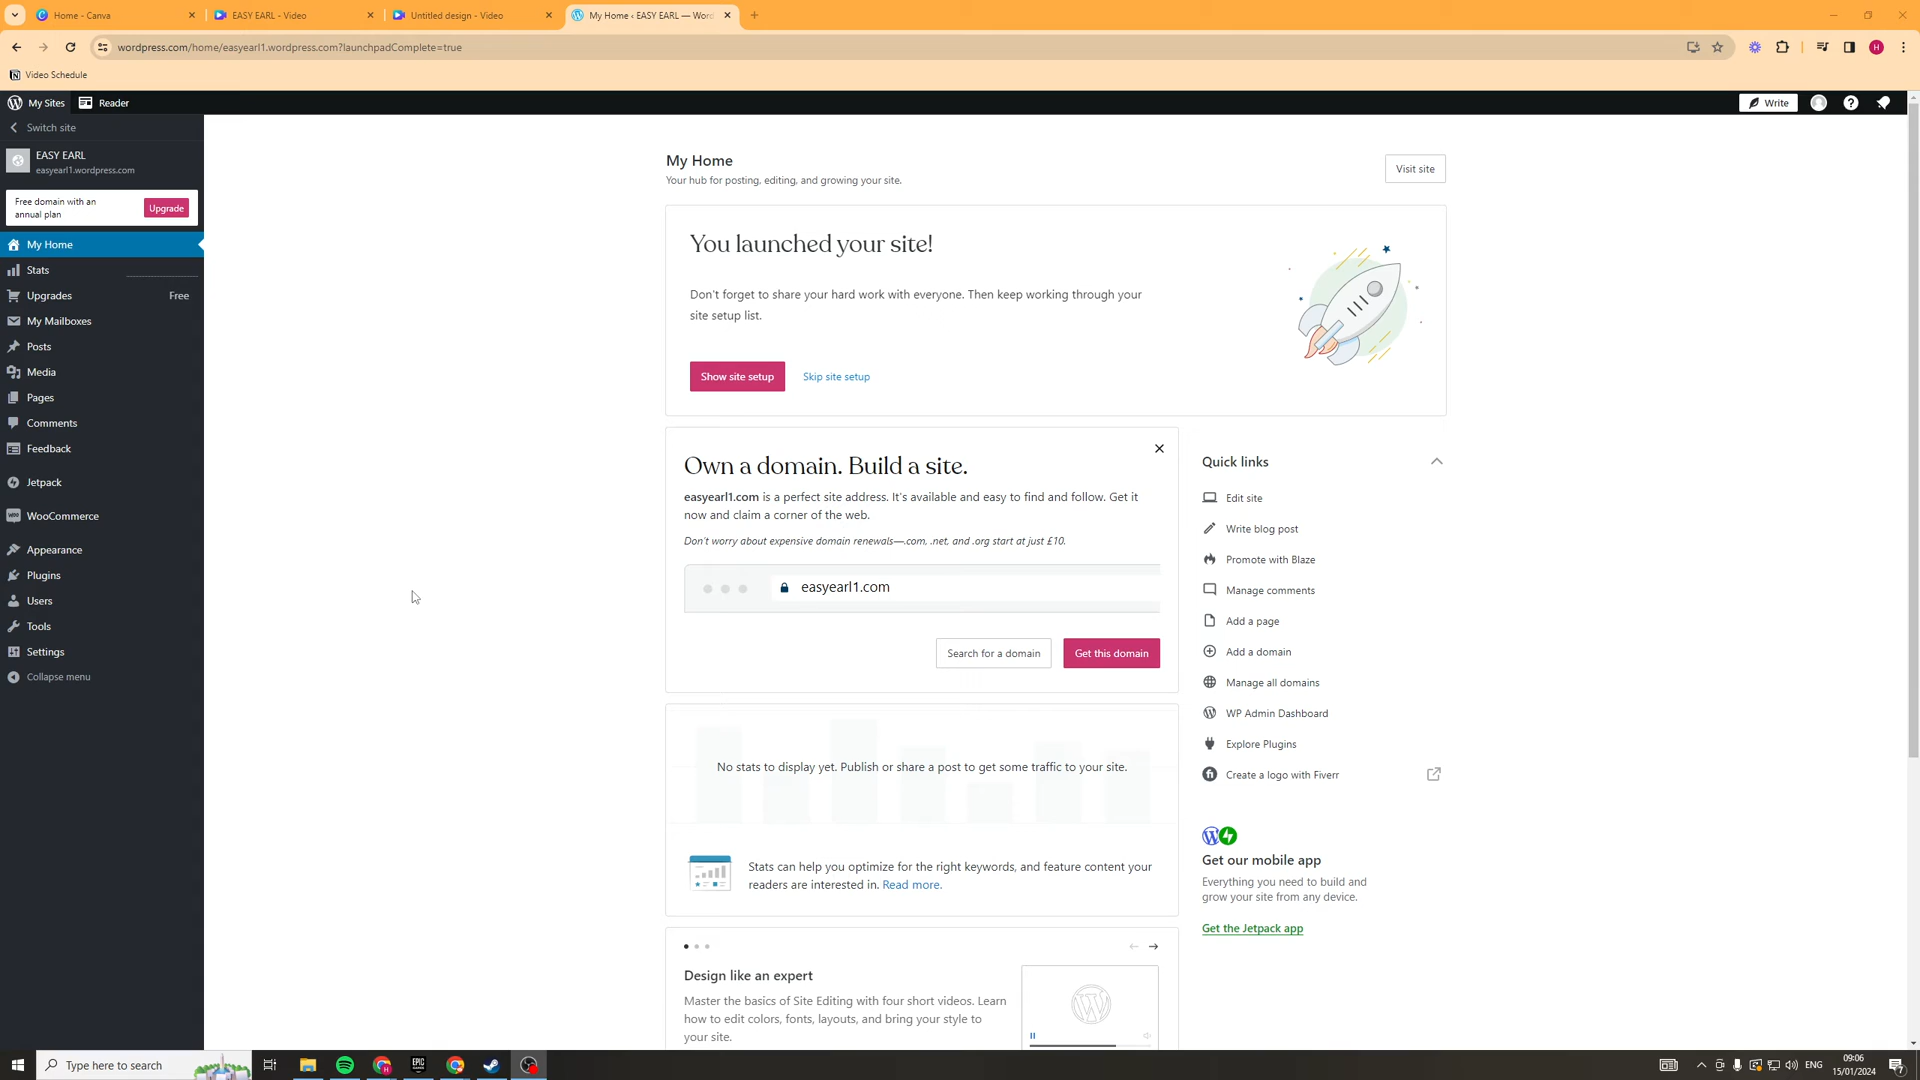 Home - Canva
EASY EARL - Video
Untitled design - Video
My Home ‹ EASY EARL — Word
wordpress.com/home/easyearl1.wordpress.com?launchpadComplete=true
H
Video Schedule
My Sites
Reader
Write
Switch site
EASY EARL
easyearl1.wordpress.com
Free domain with an
annual plan
Upgrade
My Home
Stats
Upgrades
Free
My Mailboxes
Posts
Media
Pages
Comments
Feedback
Jetpack
WooCommerce
Appearance
Plugins
Users
Tools
Settings
Collapse menu
My Home
Your hub for posting, editing, and growing your site.
Visit site
You launched your site!
Don't forget to share your hard work with everyone. Then keep working through your
site setup list.
Show site setup
Skip site setup
Own a domain. Build a site.
easyearl1.com is a perfect site address. It's available and easy to find and follow. Get it
now and claim a corner of the web.
Don't worry about expensive domain renewals—.com, .net, and .org start at just £10.
easyearl1.com
Search for a domain
Get this domain
No stats to display yet. Publish or share a post to get some traffic to your site.
Stats can help you optimize for the right keywords, and feature content your
readers are interested in. Read more.
Design like an expert
Master the basics of Site Editing with four short videos. Learn
how to edit colors, fonts, layouts, and bring your style to
your site.
Quick links
Edit site
Write blog post
Promote with Blaze
Manage comments
Add a page
Add a domain
Manage all domains
WP Admin Dashboard
Explore Plugins
Create a logo with Fiverr
Get our mobile app
Everything you need to build and
grow your site from any device.
Get the Jetpack app
Type here to search
EPIC
ENG
09:06
15/01/2024